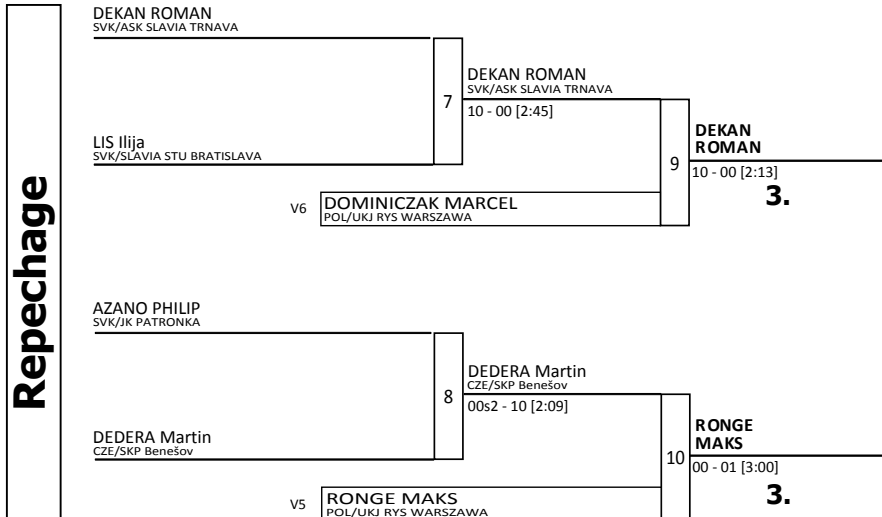 Repechage
DEKAN ROMAN
SVK/ASK SLAVIA TRNAVA
7
DEKAN ROMAN
SVK/ASK SLAVIA TRNAVA
10 - 00 [2:45]
LIS Ilija
SVK/SLAVIA STU BRATISLAVA
9
DEKAN
ROMAN
10 - 00 [2:13]
3.
V6
DOMINICZAK MARCEL
POL/UKJ RYS WARSZAWA
AZANO PHILIP
SVK/JK PATRONKA
8
DEDERA Martin
CZE/SKP Benešov
00s2 - 10 [2:09]
DEDERA Martin
CZE/SKP Benešov
10
RONGE
MAKS
00 - 01 [3:00]
3.
V5
RONGE MAKS
POL/UKJ RYS WARSZAWA